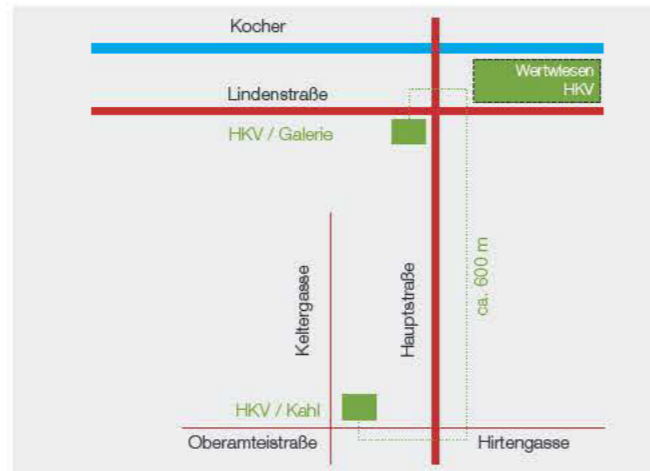 Kocher
Wertwiesen
HKV
Lindenstraße
HKV / Galerie
Keltergasse
Hauptstraße
ca. 600 m
HKV / Kahl
Oberamteistraße
Hirtengasse